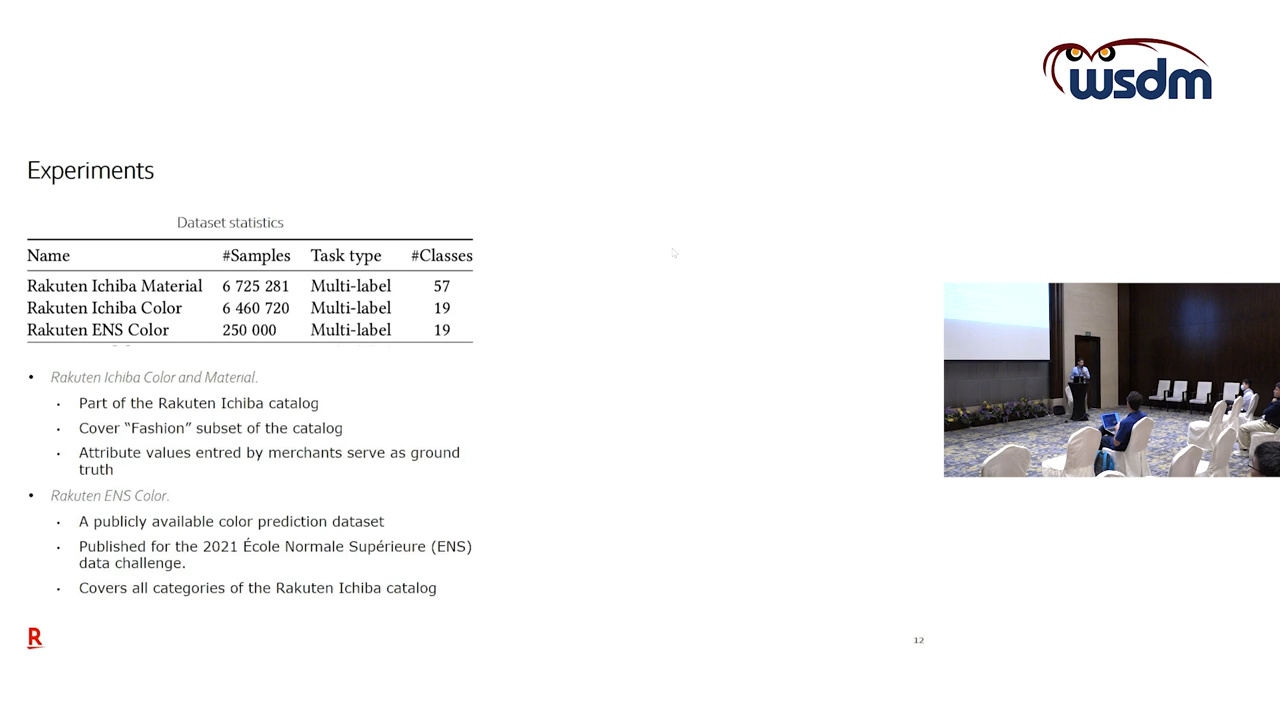 wsdm
Experiments
Dataset statistics
Name #Samples Task type #Classes
Rakuten Ichiba Material 6 725 281 Multi-label 57
Rakuten Ichiba Color 6 460 720 Multi-label 19
Rakuten ENS Color 250 000 Multi-label 19
• Rakuten Ichiba Color and Material.
• Part of the Rakuten Ichiba catalog
• Cover “Fashion” subset of the catalog
• Attribute values entred by merchants serve as ground
truth
• Rakuten ENS Color.
• A publicly available color prediction dataset
• Published for the 2021 École Normale Supérieure (ENS)
data challenge.
• Covers all categories of the Rakuten Ichiba catalog
R
12